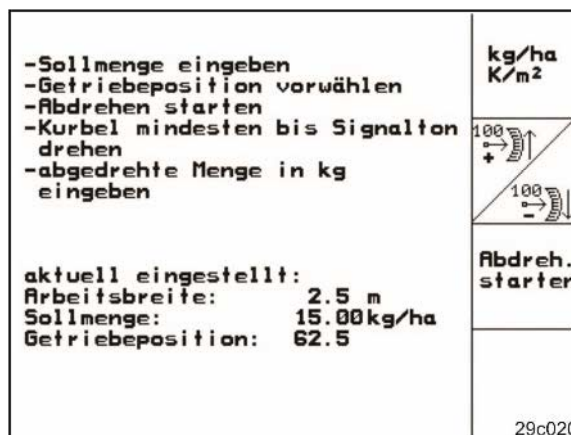 -Sollmenge eingeben
-Getriebeposition vorwählen
-Abdrehen starten
-Kurbel mindesten bis Signalton
drehen
-abgedrehte Menge in kg
eingeben
aktuell eingestellt:
Arbeitsbreite: 2.5 m
Sollmenge: 15.00kg/ha
Getriebeposition: 62.5
kg/ha
K/m²
100
+
100
-
Abdreh.
starten
29c020